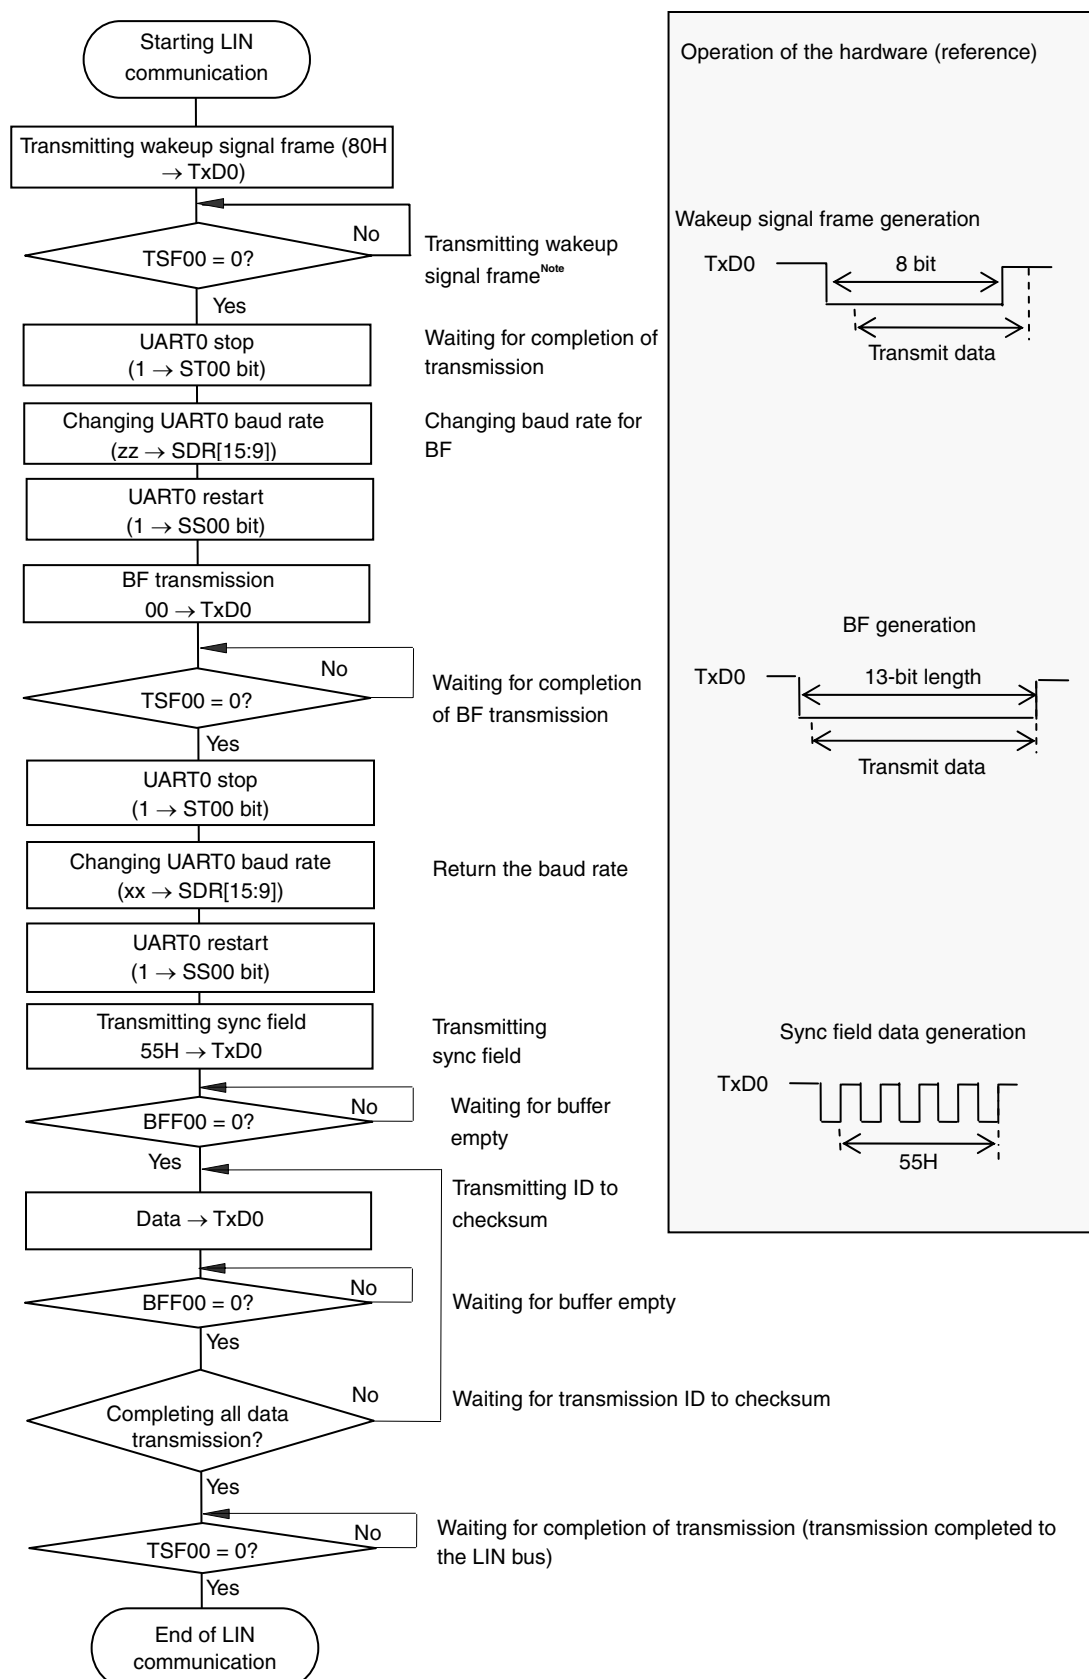 Starting LIN
communication
Transmitting wakeup signal frame (80H
→ TxD0)
No
TSF00 = 0?
Transmitting wakeup
signal frameNote
Yes
UART0 stop
(1 → ST00 bit)
Waiting for completion of
transmission
Changing UART0 baud rate
(zz → SDR[15:9])
Changing baud rate for
BF
UART0 restart
(1 → SS00 bit)
BF transmission
00 → TxD0
No
TSF00 = 0?
Waiting for completion
of BF transmission
Yes
UART0 stop
(1 → ST00 bit)
Changing UART0 baud rate
(xx → SDR[15:9])
Return the baud rate
UART0 restart
(1 → SS00 bit)
Transmitting sync field
55H → TxD0
Transmitting
sync field
No
BFF00 = 0?
Waiting for buffer
empty
Yes
Data → TxD0
Transmitting ID to
checksum
No
BFF00 = 0?
Waiting for buffer empty
Yes
No
Completing all data
transmission?
Waiting for transmission ID to checksum
Yes
No
TSF00 = 0?
Waiting for completion of transmission (transmission completed to
the LIN bus)
Yes
End of LIN
communication
Operation of the hardware (reference)
Wakeup signal frame generation
TxD0
8 bit
Transmit data
BF generation
TxD0
13-bit length
Transmit data
Sync field data generation
TxD0
55H